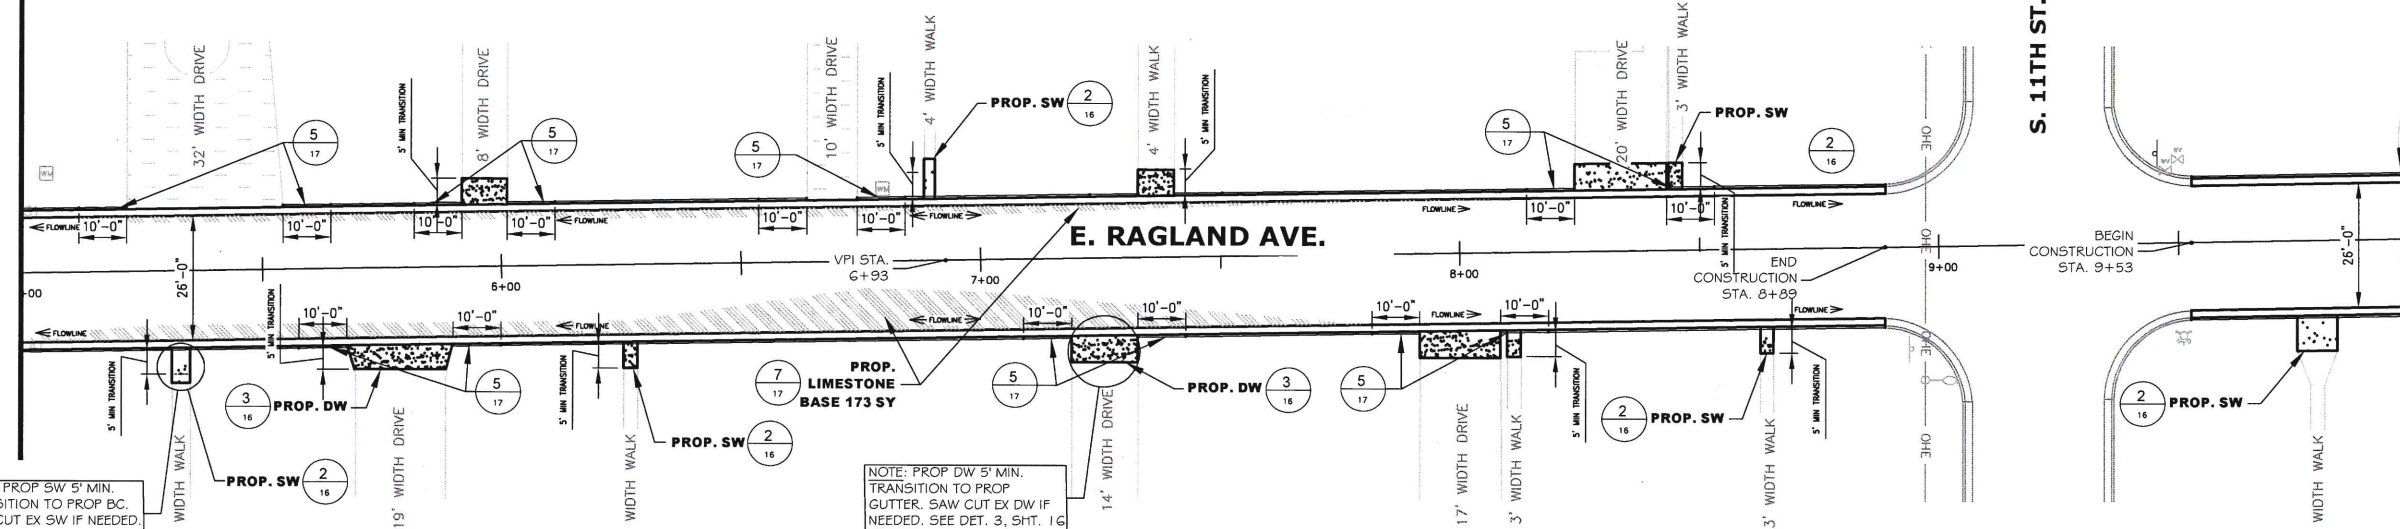 S. 11TH ST.
32' WIDTH DRIVE
8' WIDTH DRIVE
10' WIDTH DRIVE
4' WIDTH WALK
4' WIDTH WALK
20' WIDTH DRIVE
3' WIDTH WALK
5' MIN TRANSITION
5' MIN TRANSITION
5' MIN TRANSITION
5' MIN TRANSITION
PROP. SW
2
16
PROP. SW
2
16
5
17
5
17
5
17
5
17
WM
WM
WV
WV
OHE
OHE
OHE
OHE
FLOWLINE
10'-0"
10'-0"
10'-0"
10'-0"
FLOWLINE
10'-0"
10'-0"
FLOWLINE
FLOWLINE
10'-0"
10'-0"
FLOWLINE
E. RAGLAND AVE.
26'-0"
26'-0"
+00
6+00
VPI STA.
6+93
7+00
8+00
9+00
END
CONSTRUCTION
STA. 8+89
BEGIN
CONSTRUCTION
STA. 9+53
FLOWLINE
10'-0"
10'-0"
FLOWLINE
FLOWLINE
10'-0"
10'-0"
10'-0"
FLOWLINE
10'-0"
FLOWLINE
5' MIN TRANSITION
5' MIN TRANSITION
5' MIN TRANSITION
5' MIN TRANSITION
5' MIN TRANSITION
3
16
PROP. DW
5
17
PROP. SW
2
16
7
17
PROP.
LIMESTONE
BASE 173 SY
5
17
PROP. DW
3
16
5
17
2
16
PROP. SW
2
16
PROP. SW
PROP. SW
2
16
WIDTH WALK
19' WIDTH DRIVE
WIDTH WALK
14' WIDTH DRIVE
17' WIDTH DRIVE
3' WIDTH WALK
3' WIDTH WALK
WIDTH WALK
PROP SW 5' MIN.
SITION TO PROP BC.
CUT EX SW IF NEEDED.
NOTE: PROP DW 5' MIN.
TRANSITION TO PROP
GUTTER. SAW CUT EX DW IF
NEEDED. SEE DET. 3, SHT. 16